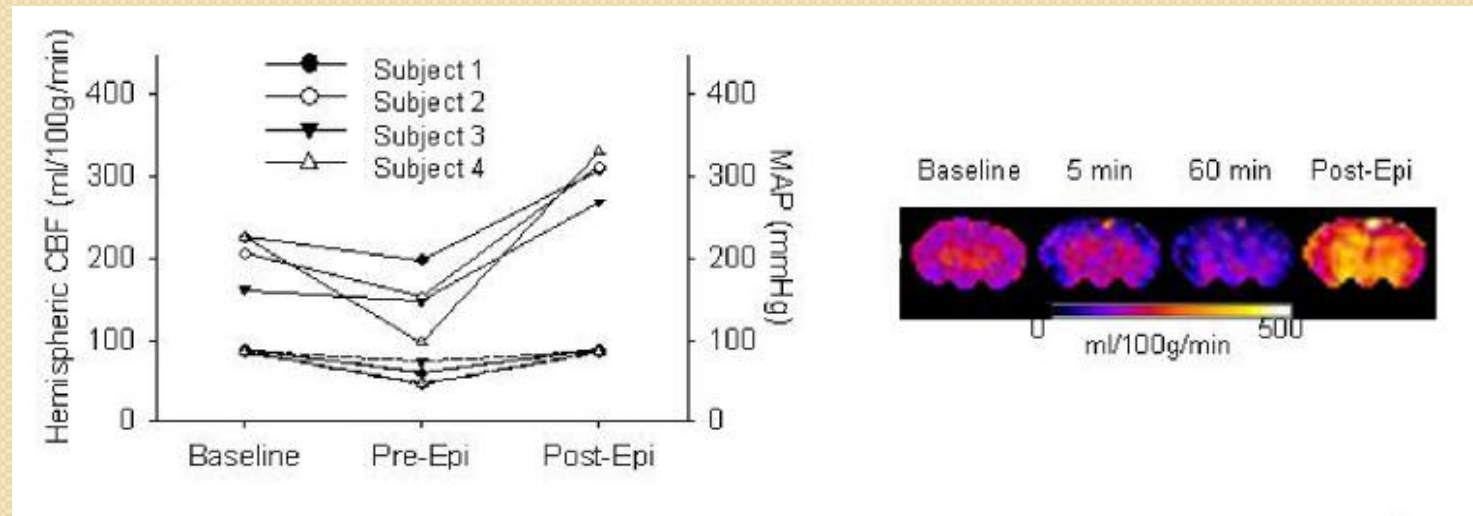 Hemispheric CBF (ml/100g/min)
400
300
200
100
0
Subject 1
Subject 2
Subject 3
Subject 4
400
300
200
100
0
MAP (mmHg)
Baseline
Pre-Epi
Post-Epi
Baseline 5 min 60 min Post-Epi
0 500
ml/100g/min